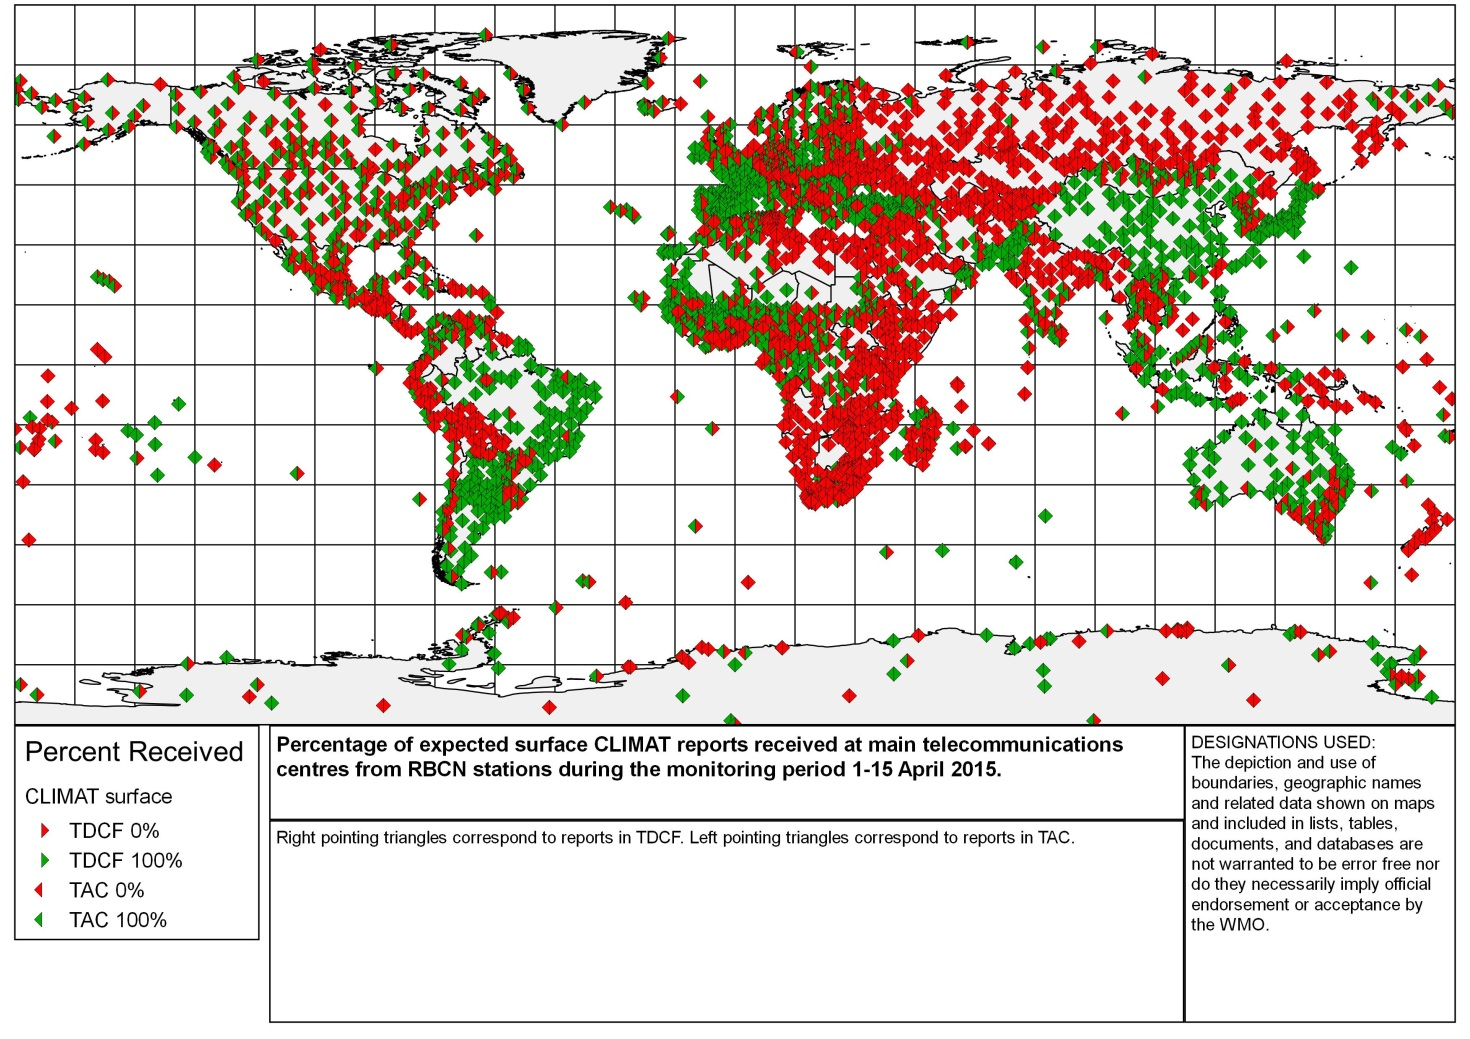 Percent Received
CLIMAT surface
TDCF 0%
TDCF 100%
TAC 0%
TAC 100%
Percentage of expected surface CLIMAT reports received at main telecommunications
centres from RBCN stations during the monitoring period 1-15 April 2015.
Right pointing triangles correspond to reports in TDCF. Left pointing triangles correspond to reports in TAC.
DESIGNATIONS USED:
The depiction and use of
boundaries, geographic names
and related data shown on maps
and included in lists, tables,
documents, and databases are
not warranted to be error free nor
do they necessarily imply official
endorsement or acceptance by
the WMO.